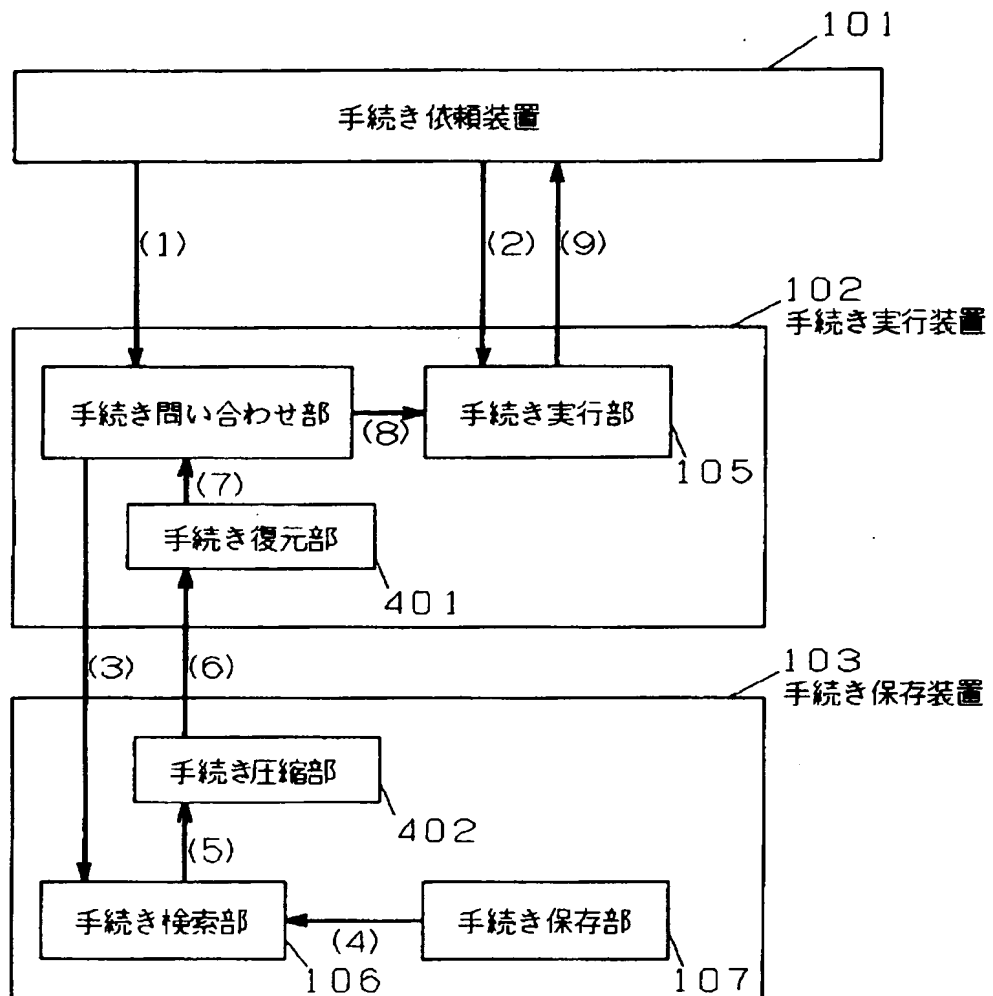 101
手続き依頼装置
(1)
(2)
(9)
102
手続き実行装置
手続き問い合わせ部
(8)
手続き実行部
105
(7)
手続き復元部
401
(3)
(6)
103
手続き保存装置
手続き圧縮部
402
(5)
手続き検索部
(4)
手続き保存部
106
107